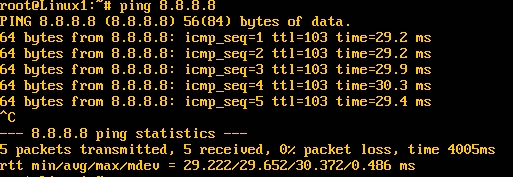 root@Linux1:~# ping 8.8.8.8
PING 8.8.8.8 (8.8.8.8) 56(84) bytes of data.
64 bytes from 8.8.8.8: icmp_seq=1 ttl=103 time=29.2 ms
64 bytes from 8.8.8.8: icmp_seq=2 ttl=103 time=29.2 ms
64 bytes from 8.8.8.8: icmp_seq=3 ttl=103 time=29.9 ms
64 bytes from 8.8.8.8: icmp_seq=4 ttl=103 time=30.3 ms
64 bytes from 8.8.8.8: icmp_seq=5 ttl=103 time=29.4 ms
^C
--- 8.8.8.8 ping statistics ---
5 packets transmitted, 5 received, 0% packet loss, time 4005ms
rtt min/avg/max/mdev = 29.222/29.652/30.372/0.486 ms